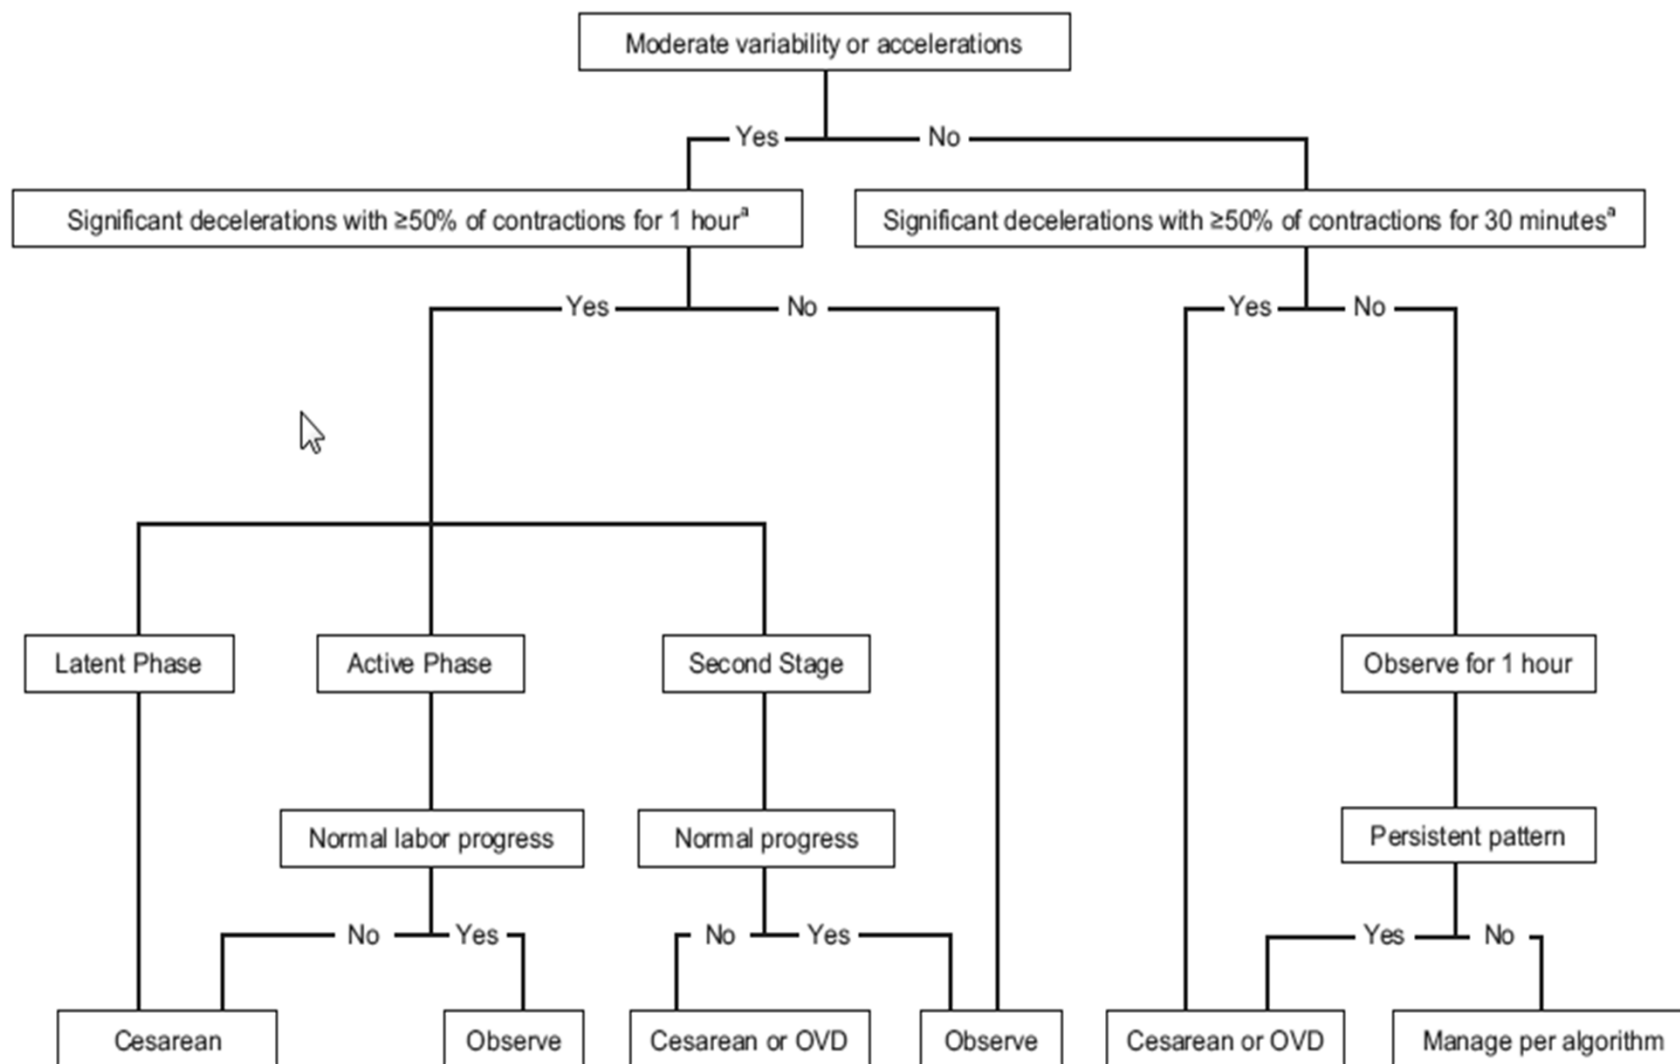 Moderate variability or accelerations
Yes No
Significant decelerations with ≥50% of contractions for 1 hourᵃ
Significant decelerations with ≥50% of contractions for 30 minutesᵃ
Yes No
Yes No
Latent Phase
Active Phase
Second Stage
Observe for 1 hour
Normal labor progress
Normal progress
Persistent pattern
No Yes
No Yes
Yes No
Cesarean
Observe
Cesarean or OVD
Observe
Cesarean or OVD
Manage per algorithm